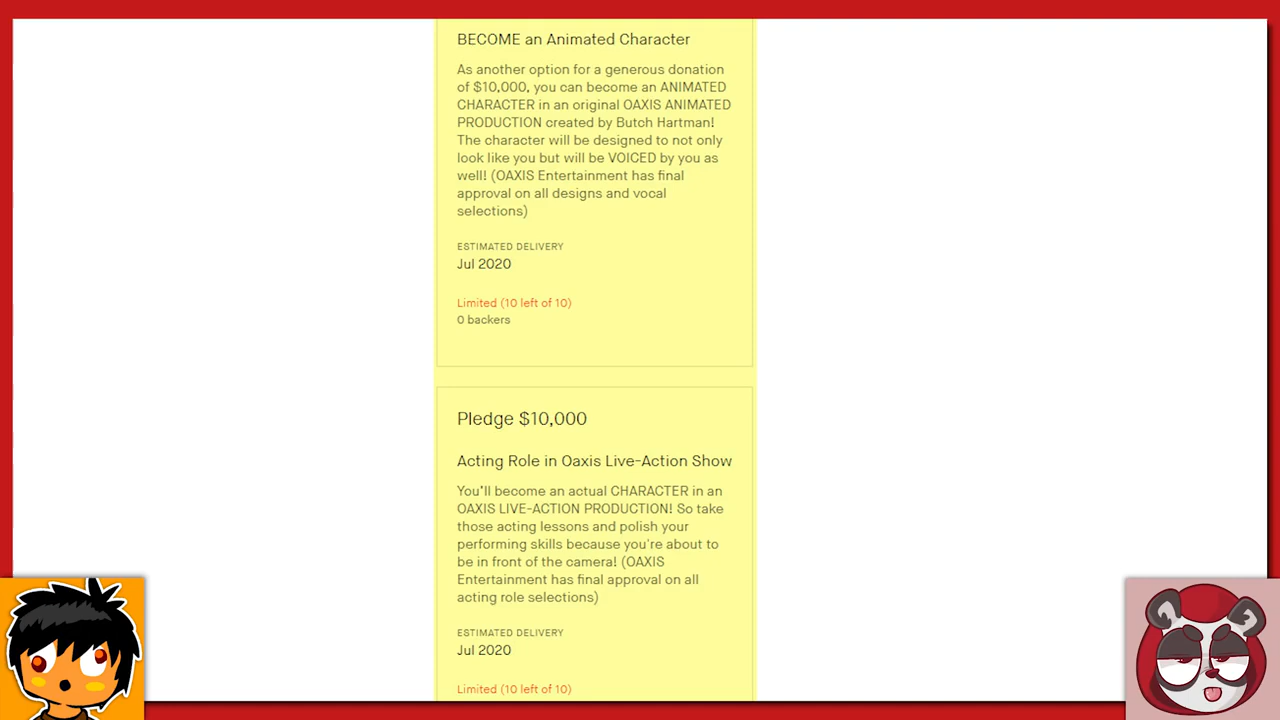 BECOME an Animated Character
As another option for a generous donation
of $10,000, you can become an ANIMATED
CHARACTER in an original OAXIS ANIMATED
PRODUCTION created by Butch Hartman!
The character will be designed to not only
look like you but will be VOICED by you as
well! (OAXIS Entertainment has final
approval on all designs and vocal
selections)
ESTIMATED DELIVERY
Jul 2020
Limited (10 left of 10)
0 backers
Pledge $10,000
Acting Role in Oaxis Live-Action Show
You'll become an actual CHARACTER in an
OAXIS LIVE-ACTION PRODUCTION! So take
those acting lessons and polish your
performing skills because you're about to
be in front of the camera! (OAXIS
Entertainment has final approval on all
acting role selections)
ESTIMATED DELIVERY
Jul 2020
Limited (10 left of 10)